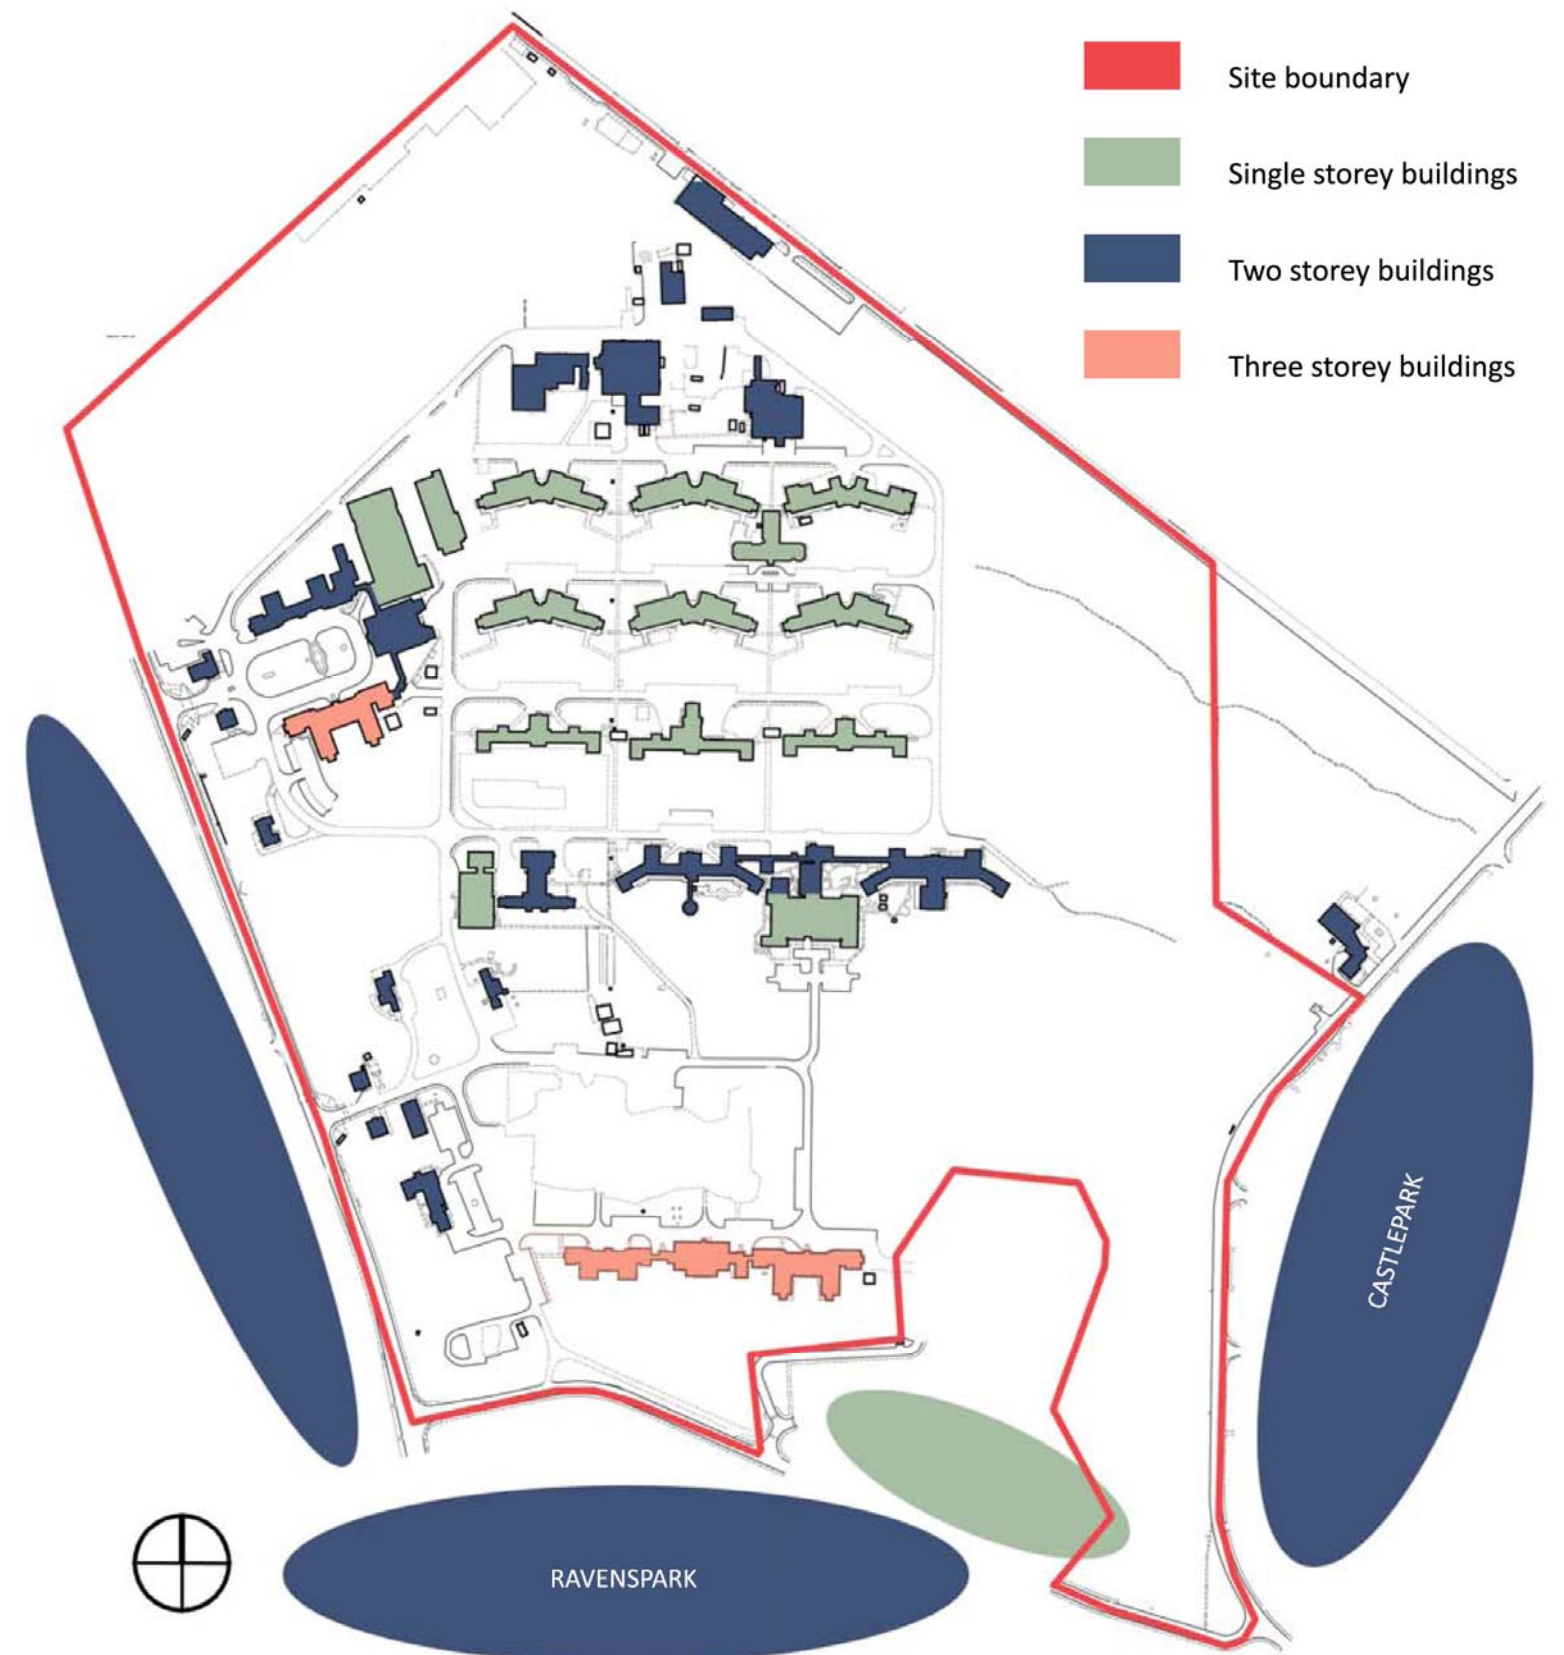 Site boundary
Single storey buildings
Two storey buildings
Three storey buildings
CASTLEPARK
RAVENSPARK